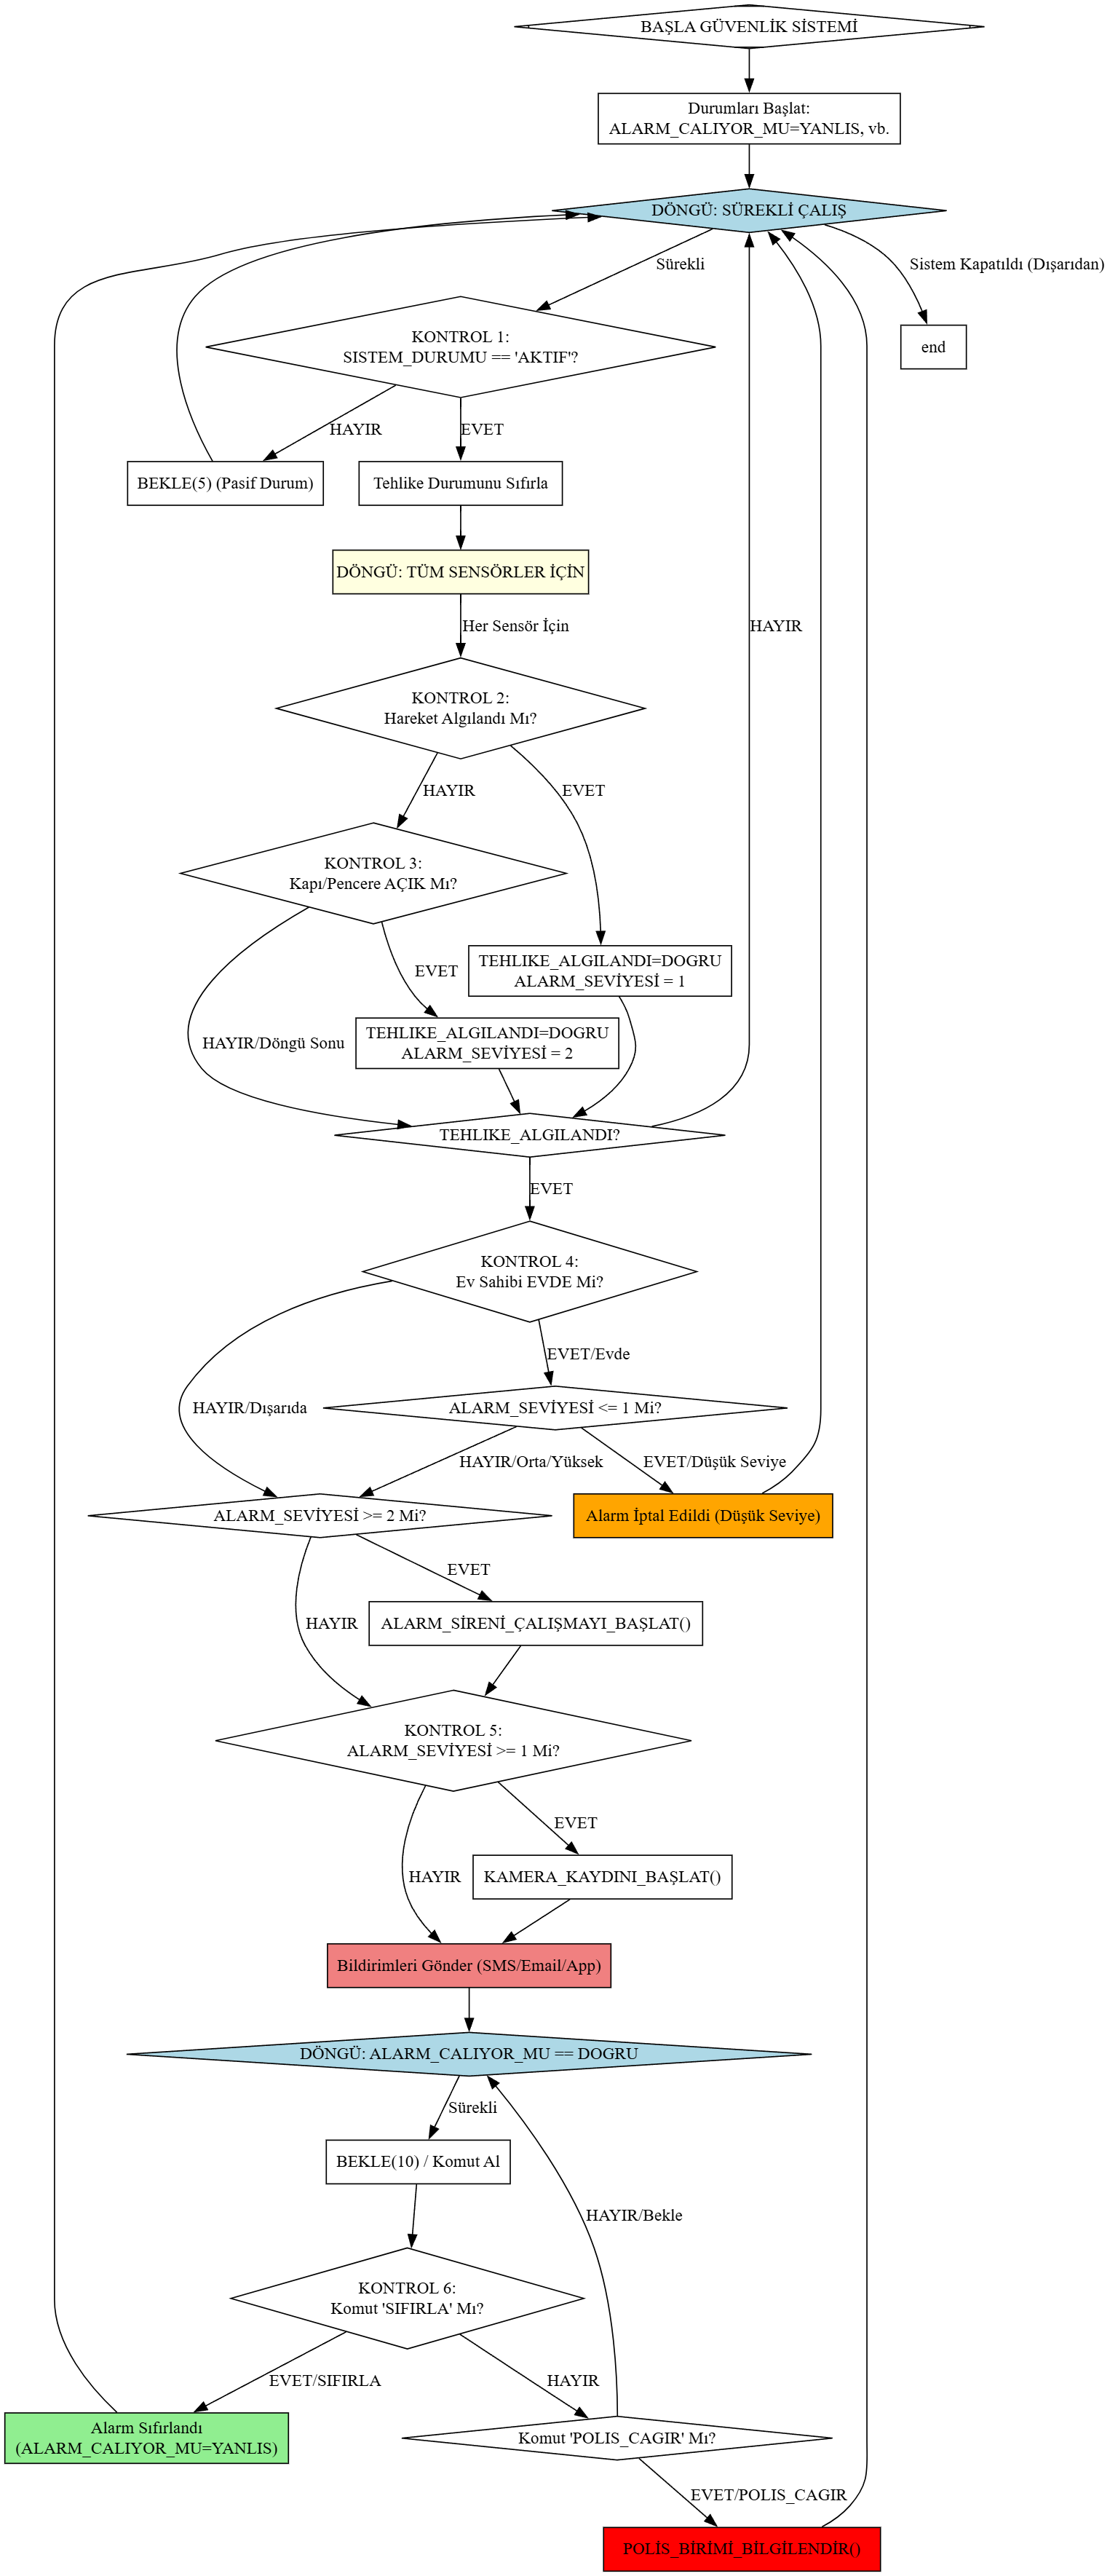 BAŞLA GÜVENLİK SİSTEMİ
Durumları Başlat:
ALARM_CALIYOR_MU=YANLIS, vb.
DÖNGÜ: SÜREKLİ ÇALIŞ
Sürekli
Sistem Kapatıldı (Dışarıdan)
end
KONTROL 1:
SISTEM_DURUMU == 'AKTIF'?
HAYIR
EVET
BEKLE(5) (Pasif Durum)
Tehlike Durumunu Sıfırla
DÖNGÜ: TÜM SENSÖRLER İÇİN
Her Sensör İçin
HAYIR
KONTROL 2:
Hareket Algılandı Mı?
HAYIR
EVET
KONTROL 3:
Kapı/Pencere AÇIK Mı?
EVET
TEHLIKE_ALGILANDI=DOGRU
ALARM_SEVİYESİ = 1
HAYIR/Döngü Sonu
TEHLIKE_ALGILANDI=DOGRU
ALARM_SEVİYESİ = 2
TEHLIKE_ALGILANDI?
EVET
KONTROL 4:
Ev Sahibi EVDE Mi?
EVET/Evde
HAYIR/Dışarıda
ALARM_SEVİYESİ <= 1 Mi?
HAYIR/Orta/Yüksek
EVET/Düşük Seviye
ALARM_SEVİYESİ >= 2 Mi?
Alarm İptal Edildi (Düşük Seviye)
EVET
HAYIR
ALARM_SİRENİ_ÇALIŞMAYI_BAŞLAT()
KONTROL 5:
ALARM_SEVİYESİ >= 1 Mi?
EVET
HAYIR
KAMERA_KAYDINI_BAŞLAT()
Bildirimleri Gönder (SMS/Email/App)
DÖNGÜ: ALARM_CALIYOR_MU == DOGRU
Sürekli
BEKLE(10) / Komut Al
HAYIR/Bekle
KONTROL 6:
Komut 'SIFIRLA' Mı?
EVET/SIFIRLA
HAYIR
Alarm Sıfırlandı
(ALARM_CALIYOR_MU=YANLIS)
Komut 'POLIS_CAGIR' Mı?
EVET/POLIS_CAGIR
POLİS_BİRİMİ_BİLGİLENDİR()